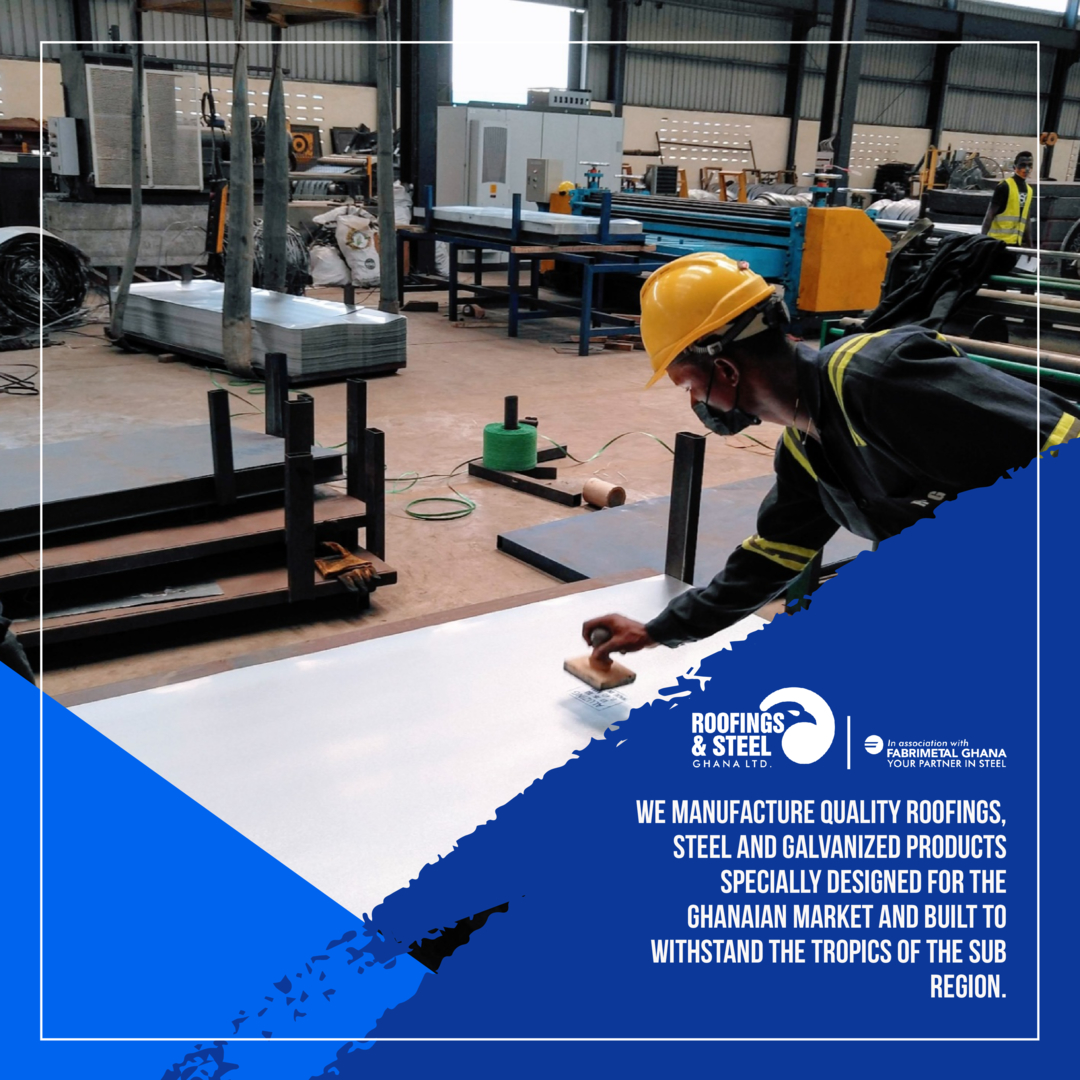 ROOFINGS
& STEEL
GHANA LTD.
In association with
FABRIMETAL GHANA
YOUR PARTNER IN STEEL
WE MANUFACTURE QUALITY ROOFINGS,
STEEL AND GALVANIZED PRODUCTS
SPECIALLY DESIGNED FOR THE
GHANAIAN MARKET AND BUILT TO
WITHSTAND THE TROPICS OF THE SUB
REGION.